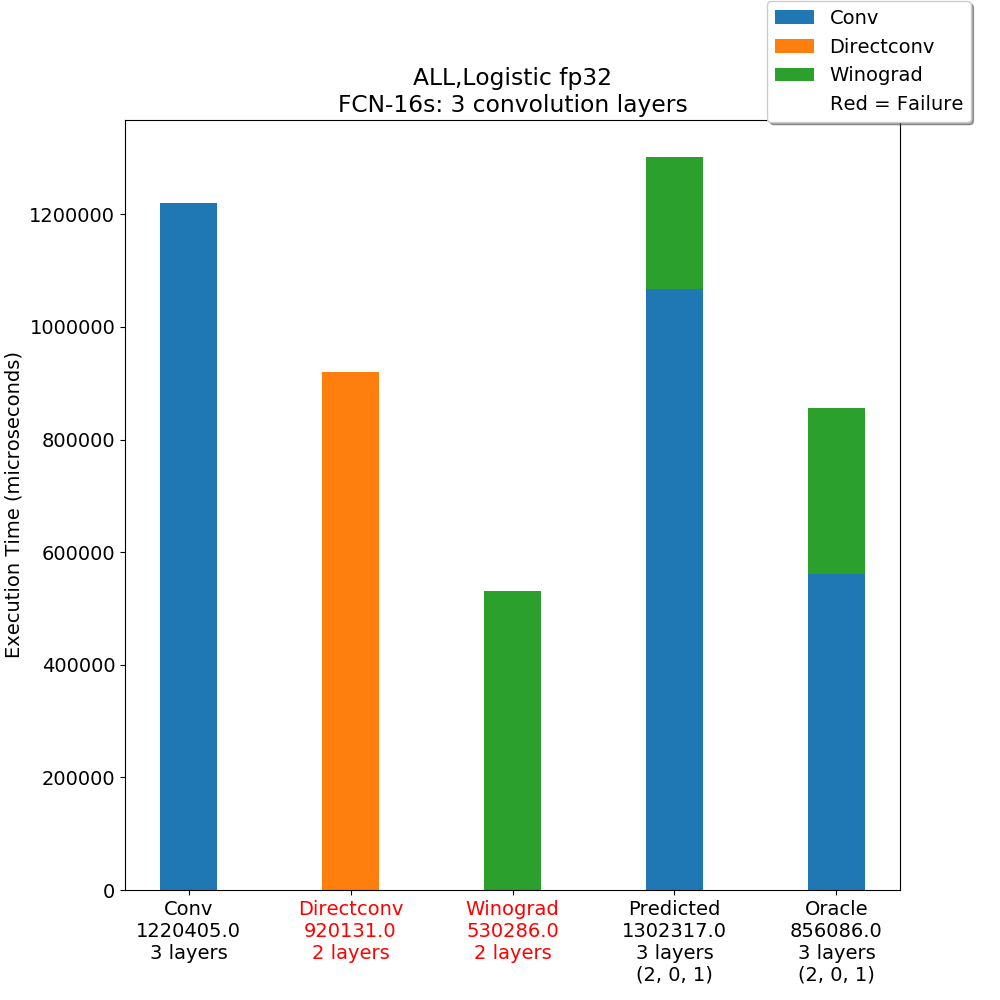 Conv
Directconv
Winograd
Red = Failure
ALL,Logistic fp32
FCN-16s: 3 convolution layers
Execution Time (microseconds)
1200000
1000000
800000
600000
400000
200000
0
Conv
1220405.0
3 layers
Directconv
920131.0
2 layers
Winograd
530286.0
2 layers
Predicted
1302317.0
3 layers
(2, 0, 1)
Oracle
856086.0
3 layers
(2, 0, 1)